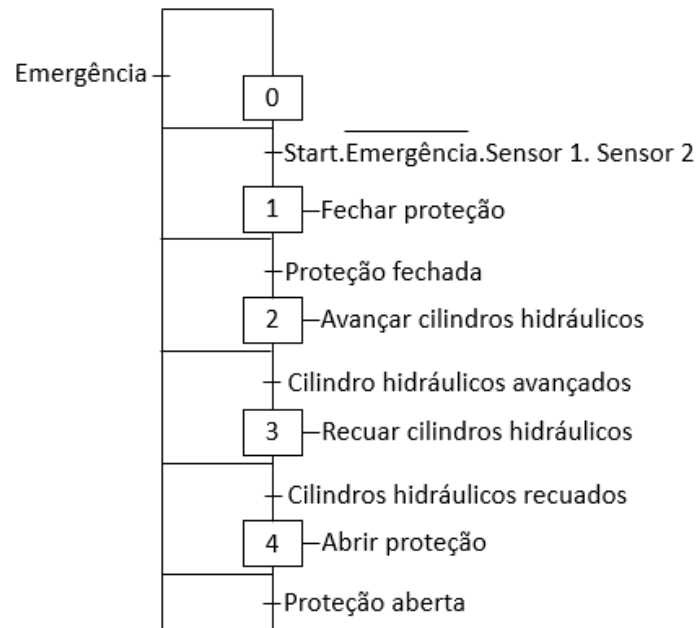 Emergência
0
Start.Emergência.Sensor 1. Sensor 2
1 Fechar proteção
Proteção fechada
2 Avançar cilindros hidráulicos
Cilindro hidráulicos avançados
3 Recuar cilindros hidráulicos
Cilindros hidráulicos recuados
4 Abrir proteção
Proteção aberta